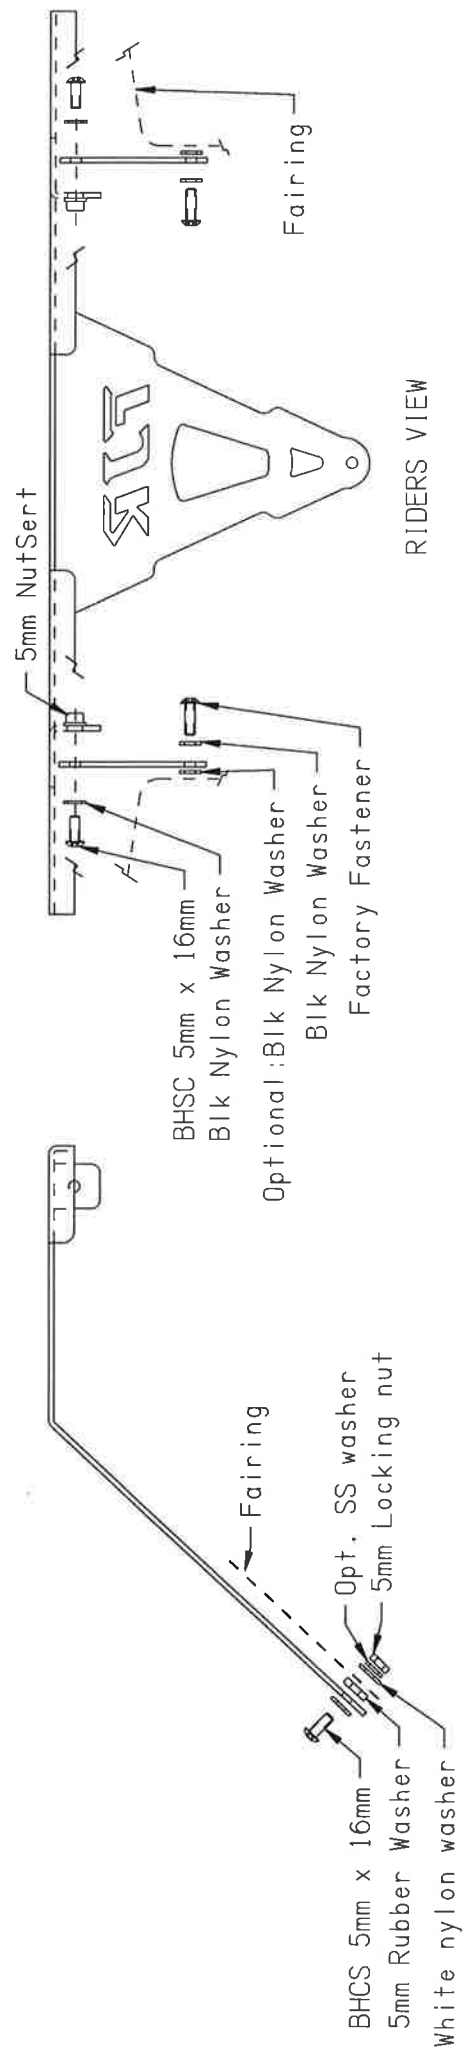 5mm NutSert
Fairing
RIDERS VIEW
BHSC 5mm x 16mm
Blk Nylon Washer
Optional:Blk Nylon Washer
Blk Nylon Washer
Factory Fastener
Fairing
Opt. SS washer
5mm Locking nut
BHCS 5mm x 16mm
5mm Rubber Washer
White nylon washer